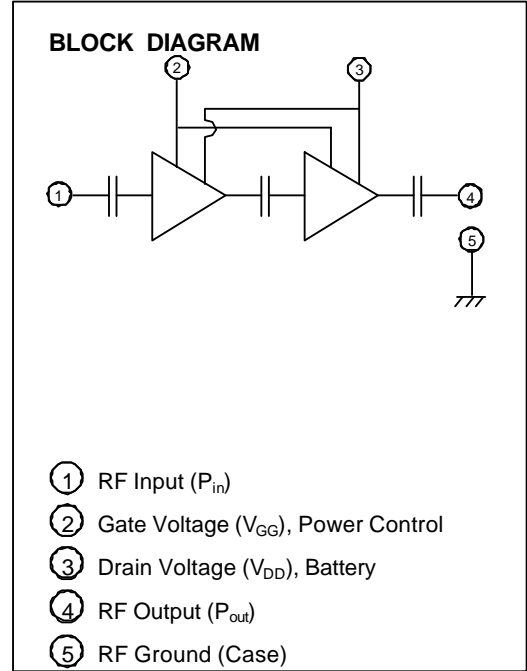 BLOCK DIAGRAM
2 3
1 4
5
1 RF Input (Pin)
2 Gate Voltage (VGG), Power Control
3 Drain Voltage (VDD), Battery
4 RF Output (Pout)
5 RF Ground (Case)